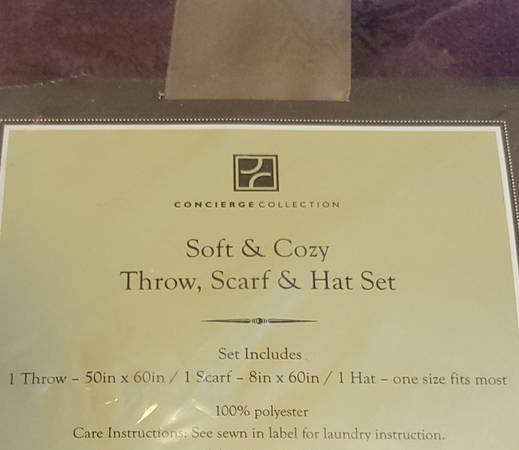 CONCIERGE COLLECTION
Soft & Cozy
Throw, Scarf & Hat Set
Set Includes
1 Throw – 50in x 60in / 1 Scarf – 8in x 60in / 1 Hat – one size fits most
100% polyester
Care Instructions: See sewn in label for laundry instruction.